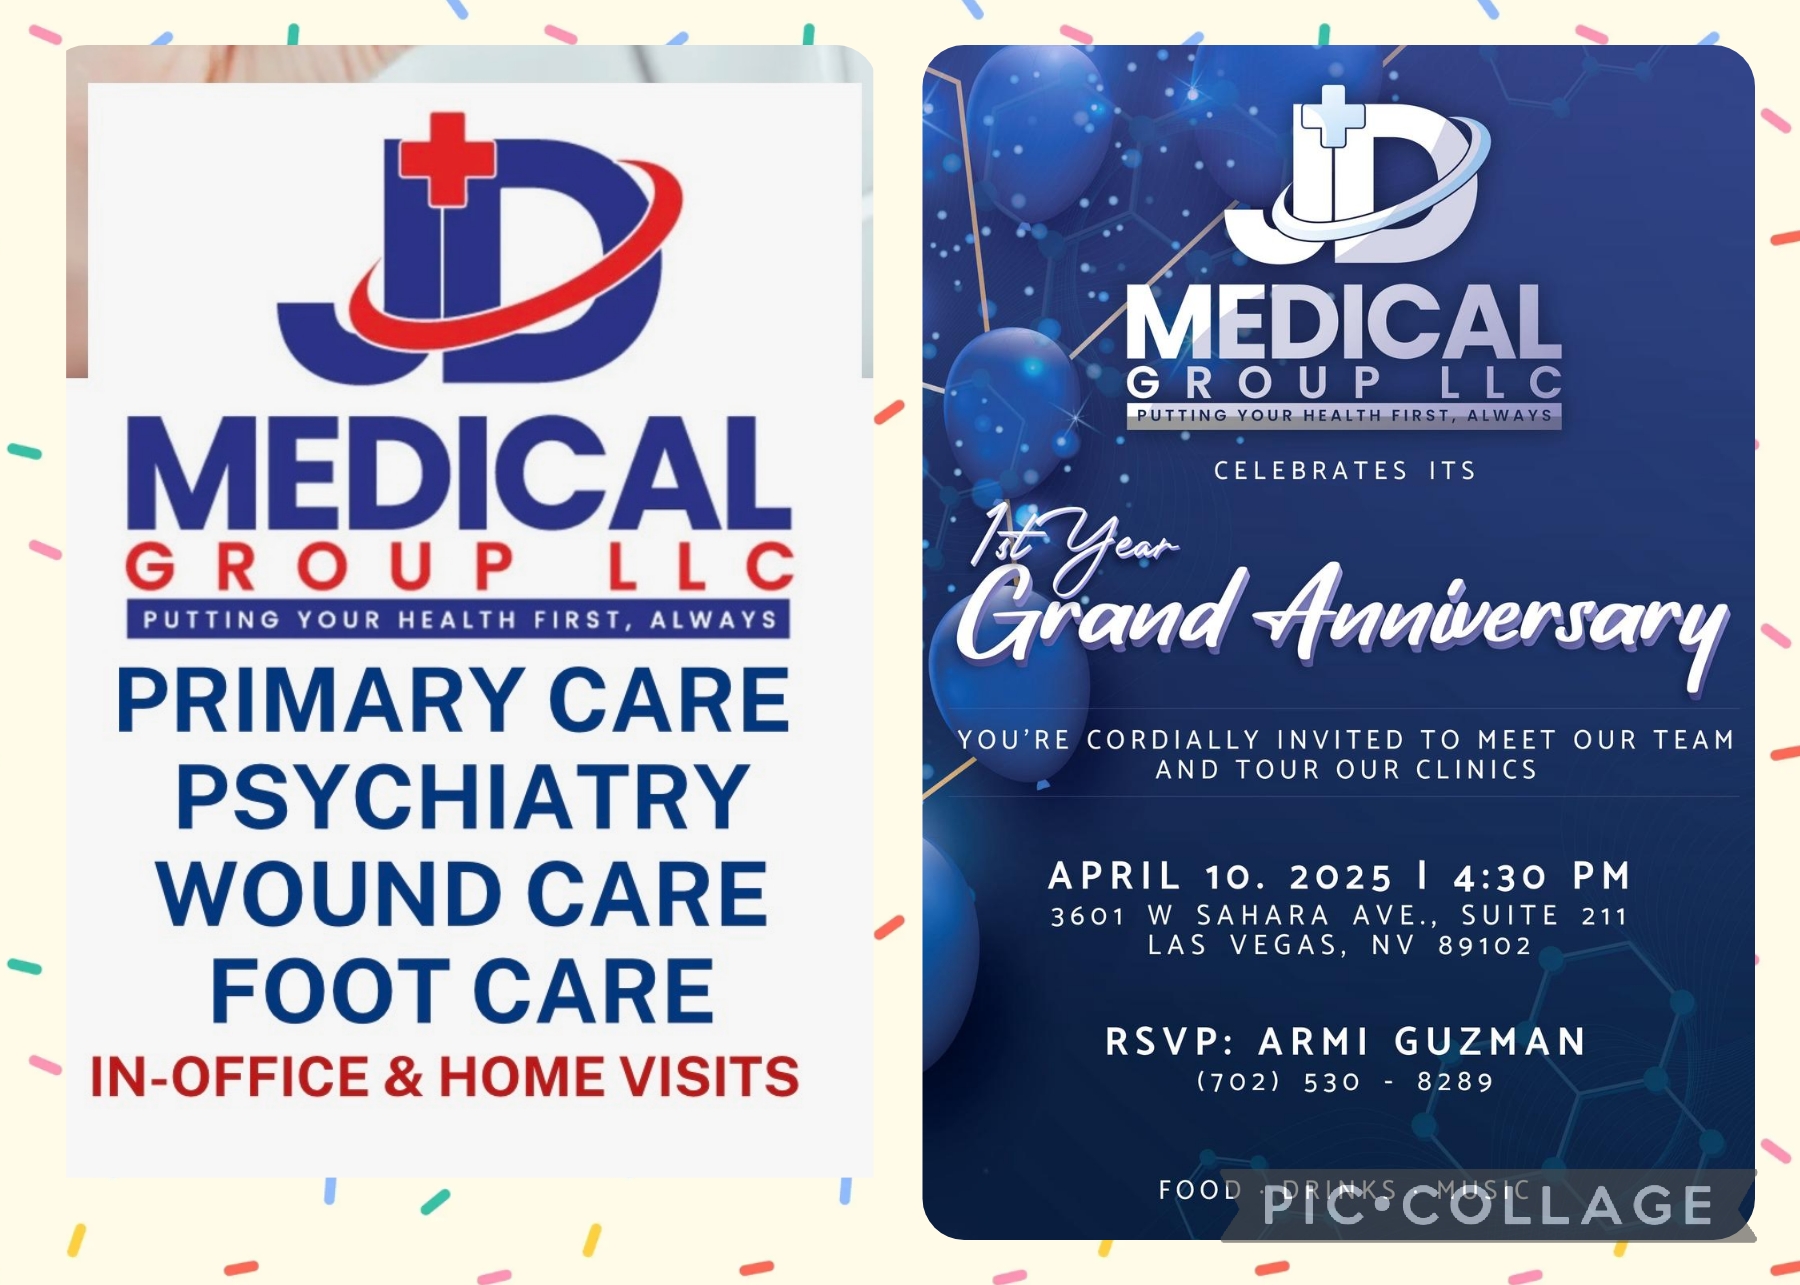 JD
MEDICAL
GROUP LLC
PUTTING YOUR HEALTH FIRST, ALWAYS
PRIMARY CARE
PSYCHIATRY
WOUND CARE
FOOT CARE
IN-OFFICE & HOME VISITS
JD
MEDICAL
GROUP LLC
PUTTING YOUR HEALTH FIRST, ALWAYS
CELEBRATES ITS
1st Year
Grand Anniversary
YOU'RE CORDIALLY INVITED TO MEET OUR TEAM
AND TOUR OUR CLINICS
APRIL 10. 2025 | 4:30 PM
3601 W SAHARA AVE., SUITE 211
LAS VEGAS, NV 89102
RSVP: ARMI GUZMAN
(702) 530 - 8289
FOOD · DRINKS · MUSIC
PIC•COLLAGE